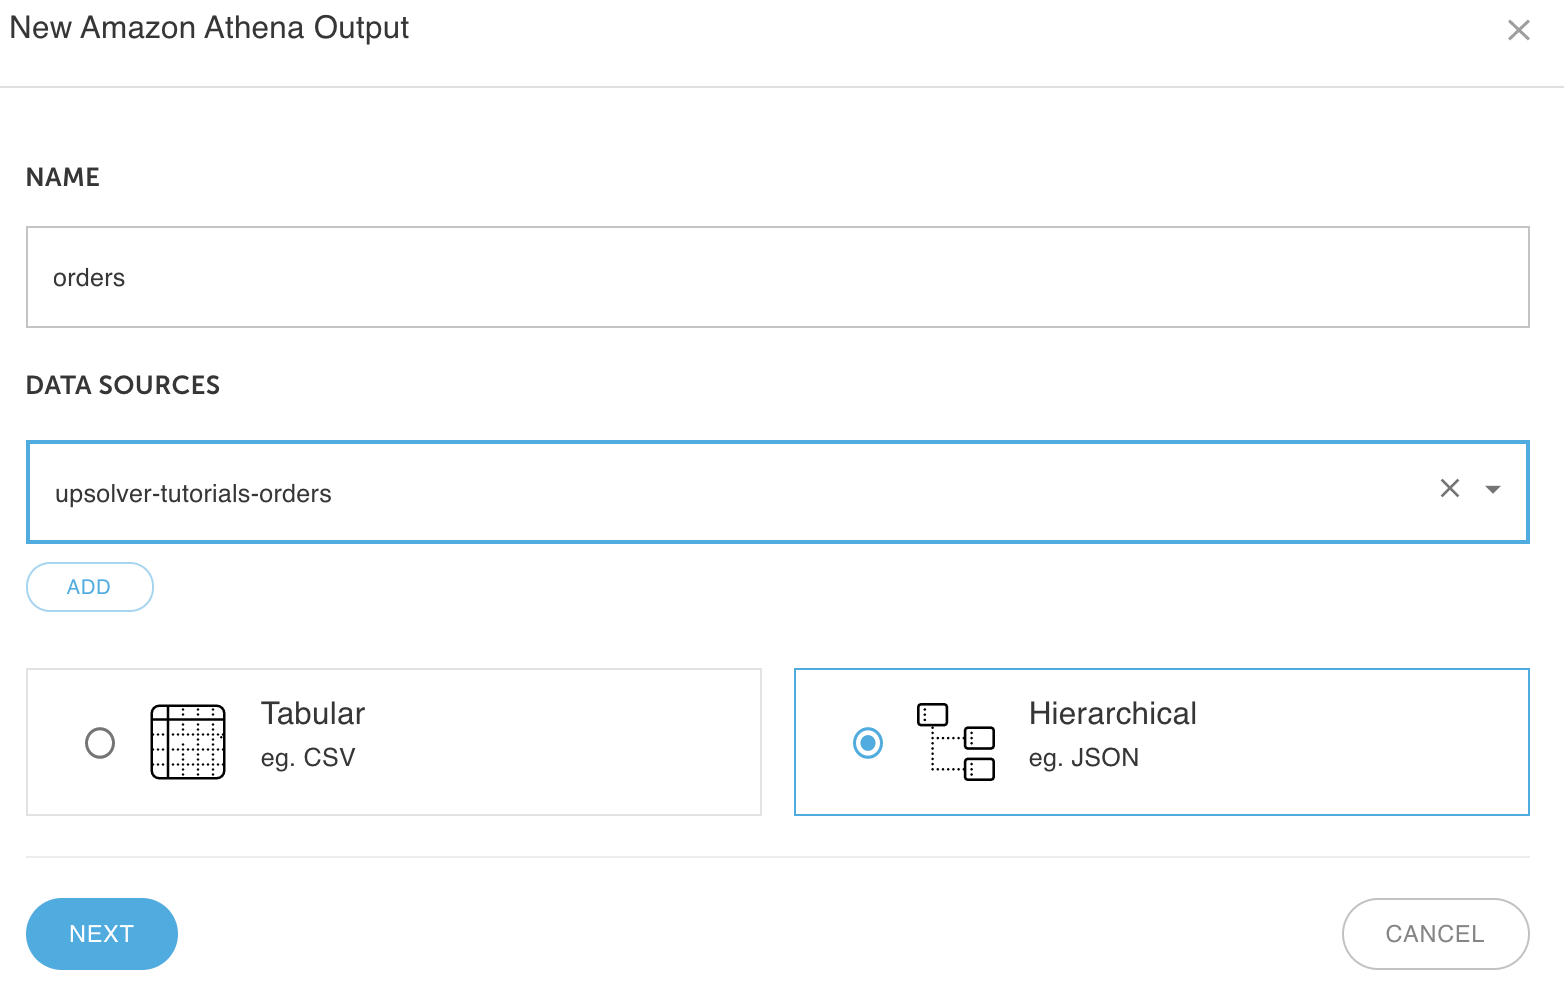 New Amazon Athena Output
NAME
orders
DATA SOURCES
upsolver-tutorials-orders
ADD
Tabular
eg. CSV
Hierarchical
eg. JSON
NEXT
CANCEL